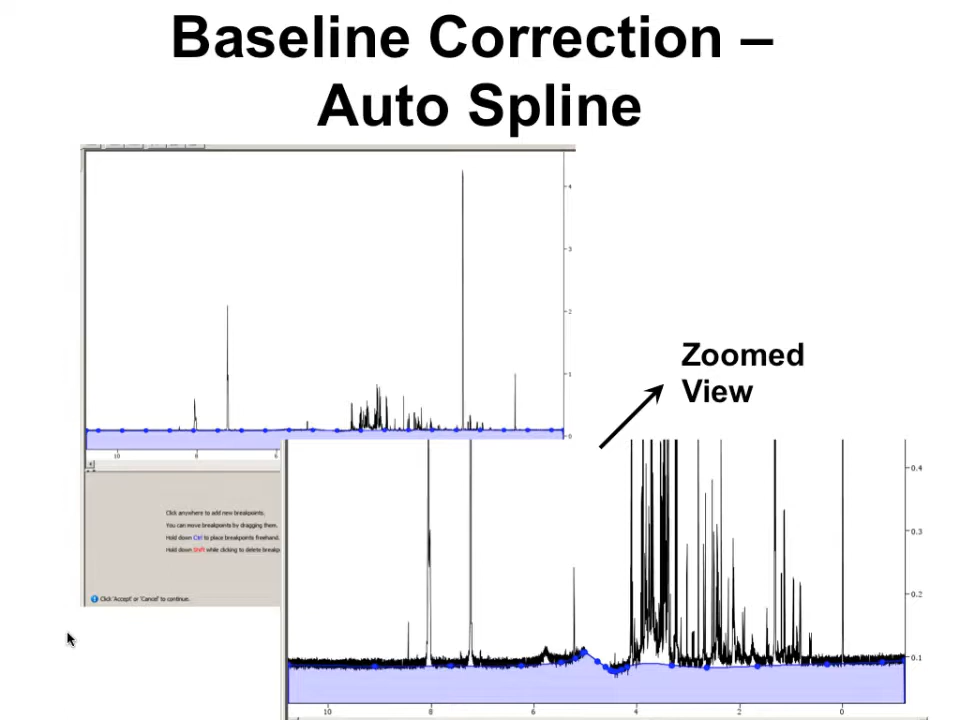 Baseline Correction –
Auto Spline
4
3
2
1
0
10
8
6
Zoomed
View
Click anywhere to add new breakpoints.
You can move breakpoints by dragging them.
Hold down Ctrl to place breakpoints freehand.
Hold down Shift while clicking to delete breakp
Click 'Accept' or 'Cancel' to continue.
0.4
0.3
0.2
0.1
10
8
6
4
2
0